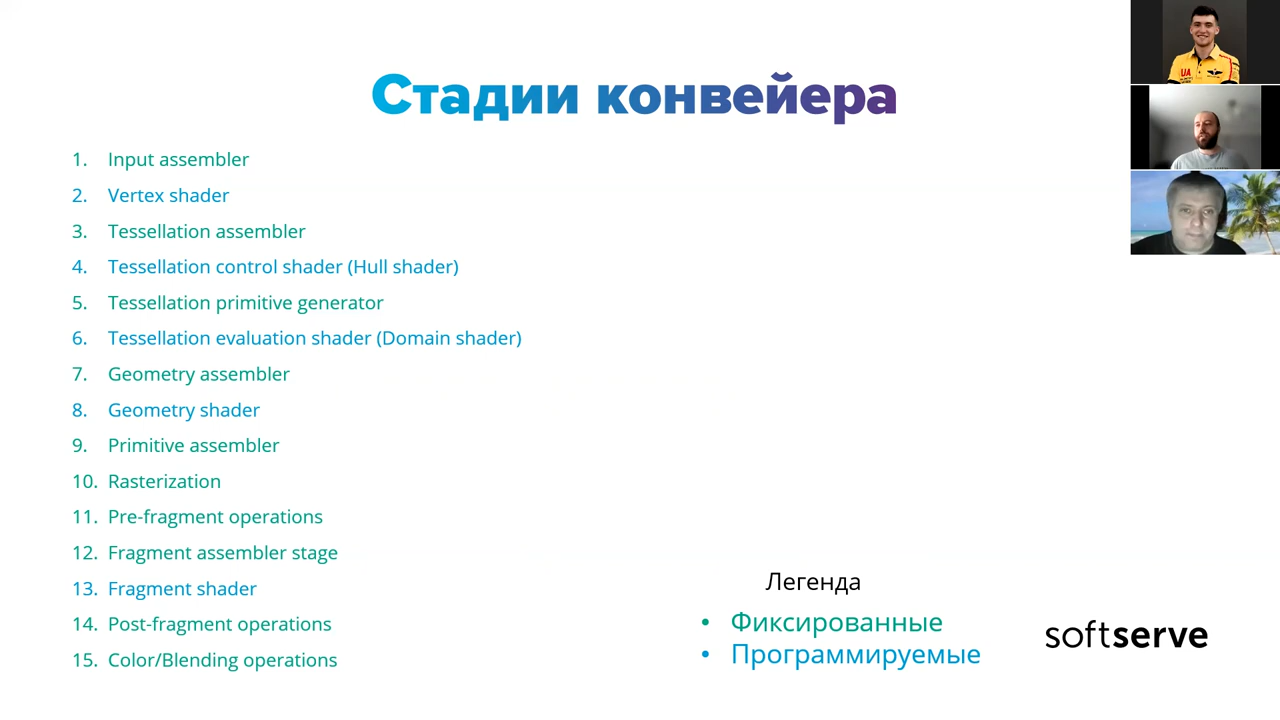 Стадии конвейера
1. Input assembler
2. Vertex shader
3. Tessellation assembler
4. Tessellation control shader (Hull shader)
5. Tessellation primitive generator
6. Tessellation evaluation shader (Domain shader)
7. Geometry assembler
8. Geometry shader
9. Primitive assembler
10. Rasterization
11. Pre-fragment operations
12. Fragment assembler stage
13. Fragment shader
14. Post-fragment operations
15. Color/Blending operations
Легенда
• Фиксированные
• Программируемые
softserve
UA